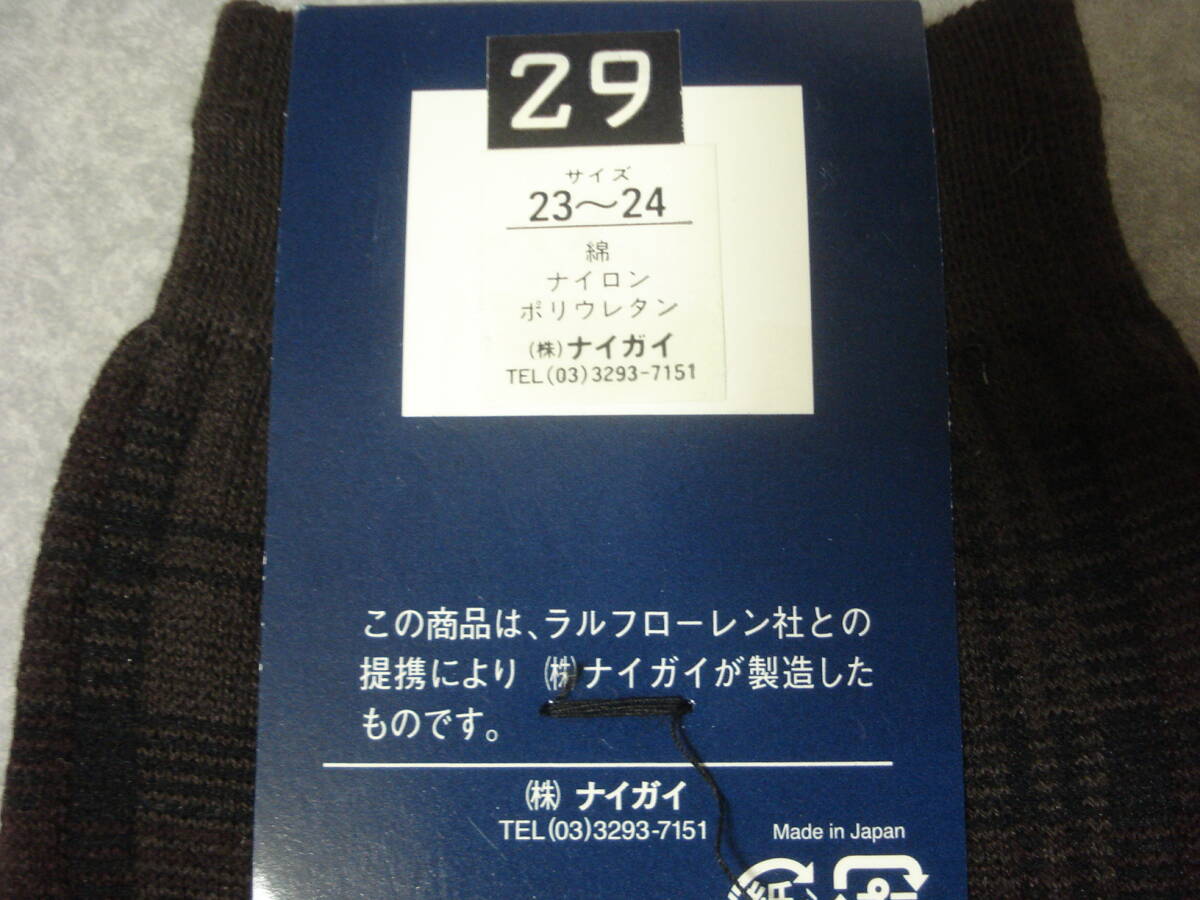 29
サイズ
23〜24
綿
ナイロン
ポリウレタン
(株)ナイガイ
TEL(03)3293-7151
この商品は、ラルフローレン社との
提携により ㈱ナイガイが製造した
ものです。
㈱ ナイガイ
TEL(03)3293-7151
Made in Japan
紙